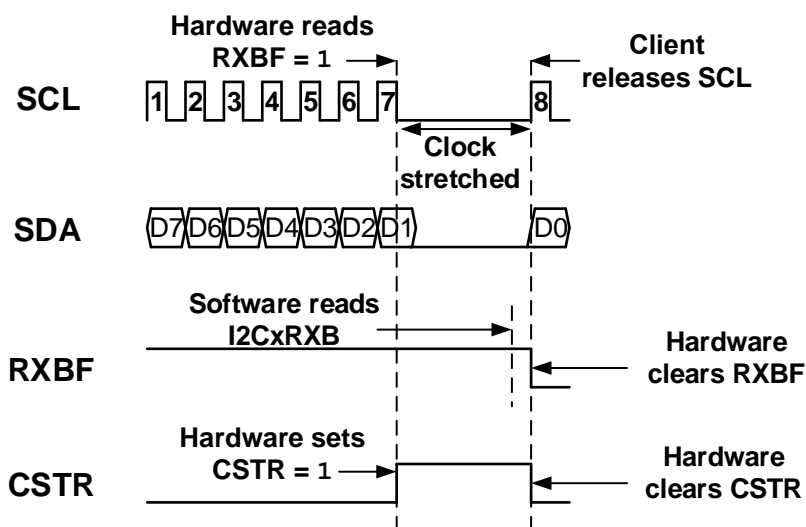 Hardware reads
RXBF = 1
Client
releases SCL
SCL
1 2 3 4 5 6 7 8
Clock
stretched
SDA
D7 D6 D5 D4 D3 D2 D1 D0
Software reads
I2CxRXB
RXBF
Hardware
clears RXBF
Hardware sets
CSTR = 1
CSTR
Hardware
clears CSTR